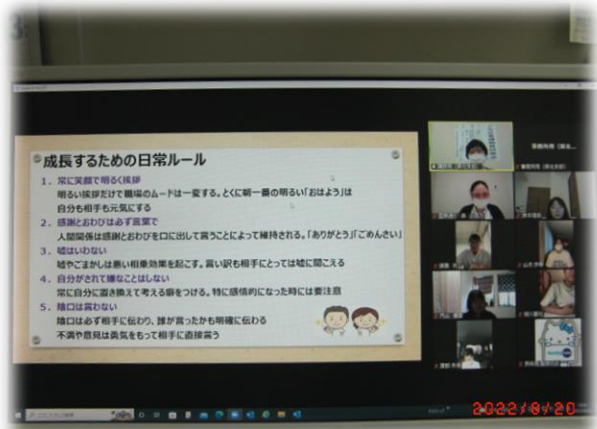 成長するための日常ルール
1. 常に笑顔で明るく挨拶
明るい挨拶だけで職場のムードは一変する。とくに朝一番の明るい「おはよう」は
自分も相手も元気にする
2. 感謝とおわびは必ず言葉で
人間関係は感謝とおわびを口に出して言うことによって維持される。「ありがとう」「ごめんさい」
3. 嘘はいわない
嘘やごまかしは悪い相乗効果を起こす。言い訳も相手にとっては嘘に聞こえる
4. 自分がされて嫌なことはしない
常に自分に置き換えて考える癖をつける。特に感情的になった時には要注意
5. 陰口は言わない
陰口は必ず相手に伝わり、誰が言ったかも明確に伝わる
不満や意見は勇気をもって相手に直接言う
2022/8/20